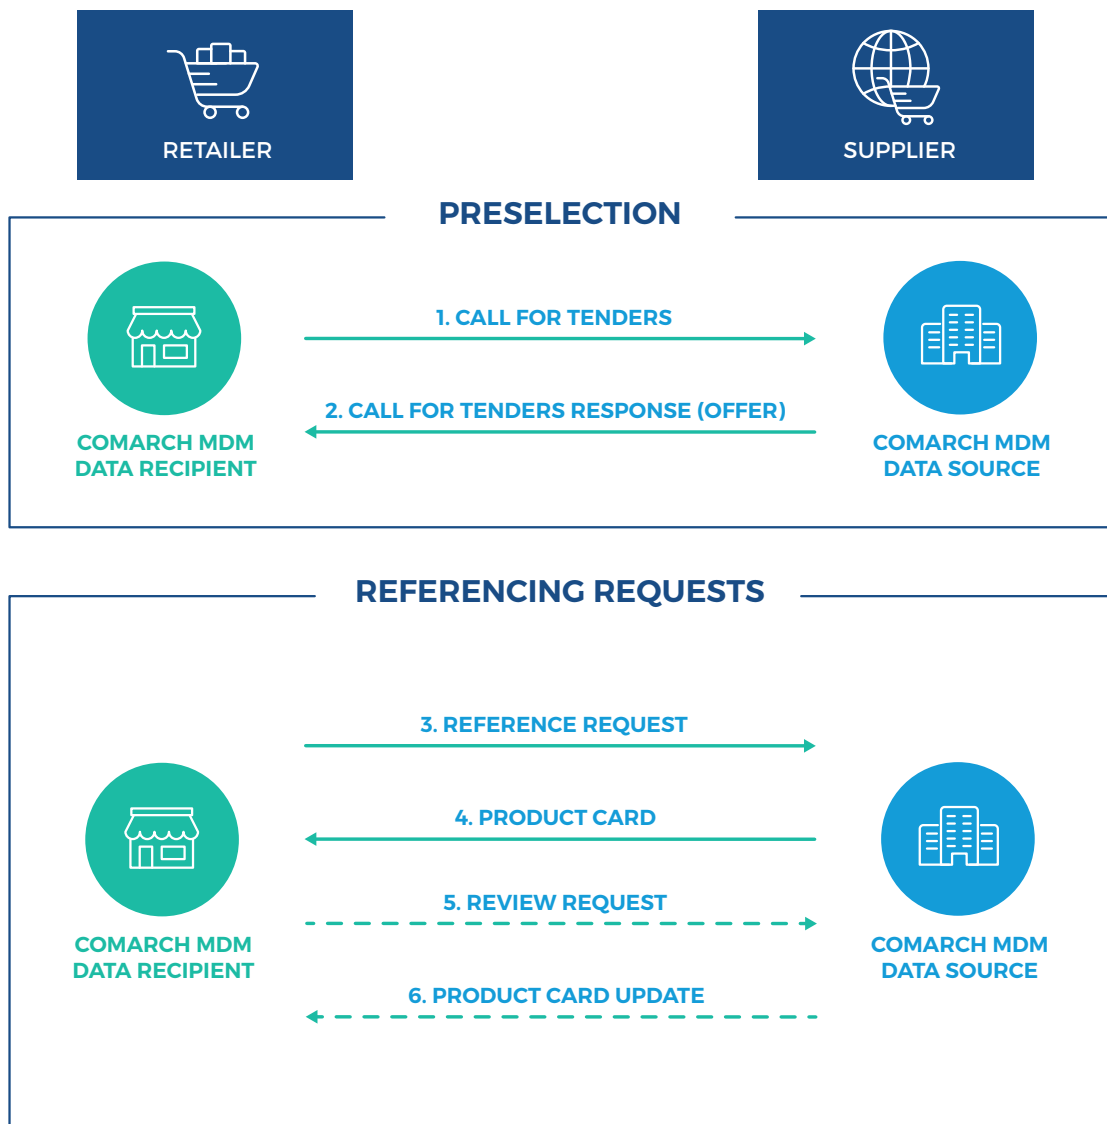 RETAILER
SUPPLIER
PRESELECTION
1. CALL FOR TENDERS
2. CALL FOR TENDERS RESPONSE (OFFER)
COMARCH MDM
DATA RECIPIENT
COMARCH MDM
DATA SOURCE
REFERENCING REQUESTS
3. REFERENCE REQUEST
4. PRODUCT CARD
5. REVIEW REQUEST
6. PRODUCT CARD UPDATE
COMARCH MDM
DATA RECIPIENT
COMARCH MDM
DATA SOURCE